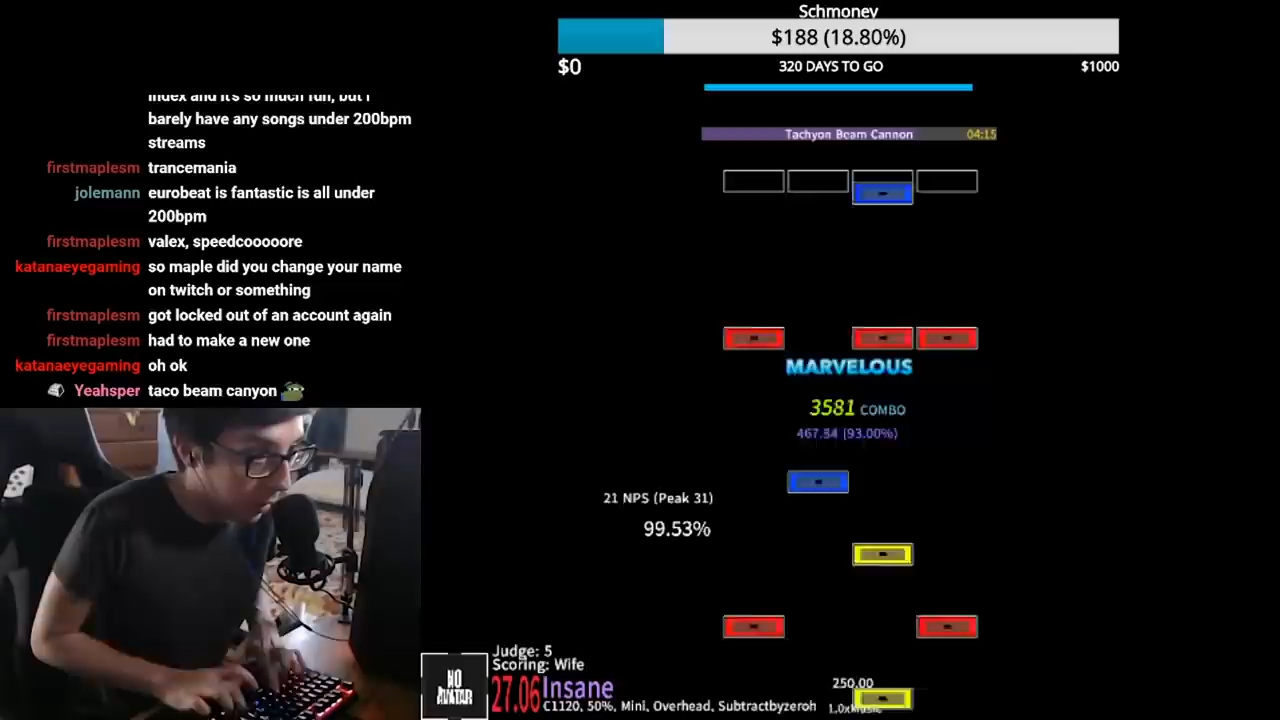 Schmoney
$188 (18.80%)
$0
320 DAYS TO GO
$1000
index and it's so much fun, but I
barely have any songs under 200bpm
streams
firstmaplesm trancemania
jolemann eurobeat is fantastic is all under
200bpm
firstmaplesm valex, speedcooooore
katanaeyegaming so maple did you change your name
on twitch or something
firstmaplesm got locked out of an account again
firstmaplesm had to make a new one
katanaeyegaming oh ok
Yeahsper taco beam canyon
Tachyon Beam Cannon 04:15
MARVELOUS
3581 COMBO
467.54 (93.00%)
21 NPS (Peak 31)
99.53%
Judge: 5
Scoring: Wife
NO
AVATAR
27.06 Insane
C1120, 50%, Mini, Overhead, Subtractbyzeroh
250.00
1.0xMusic